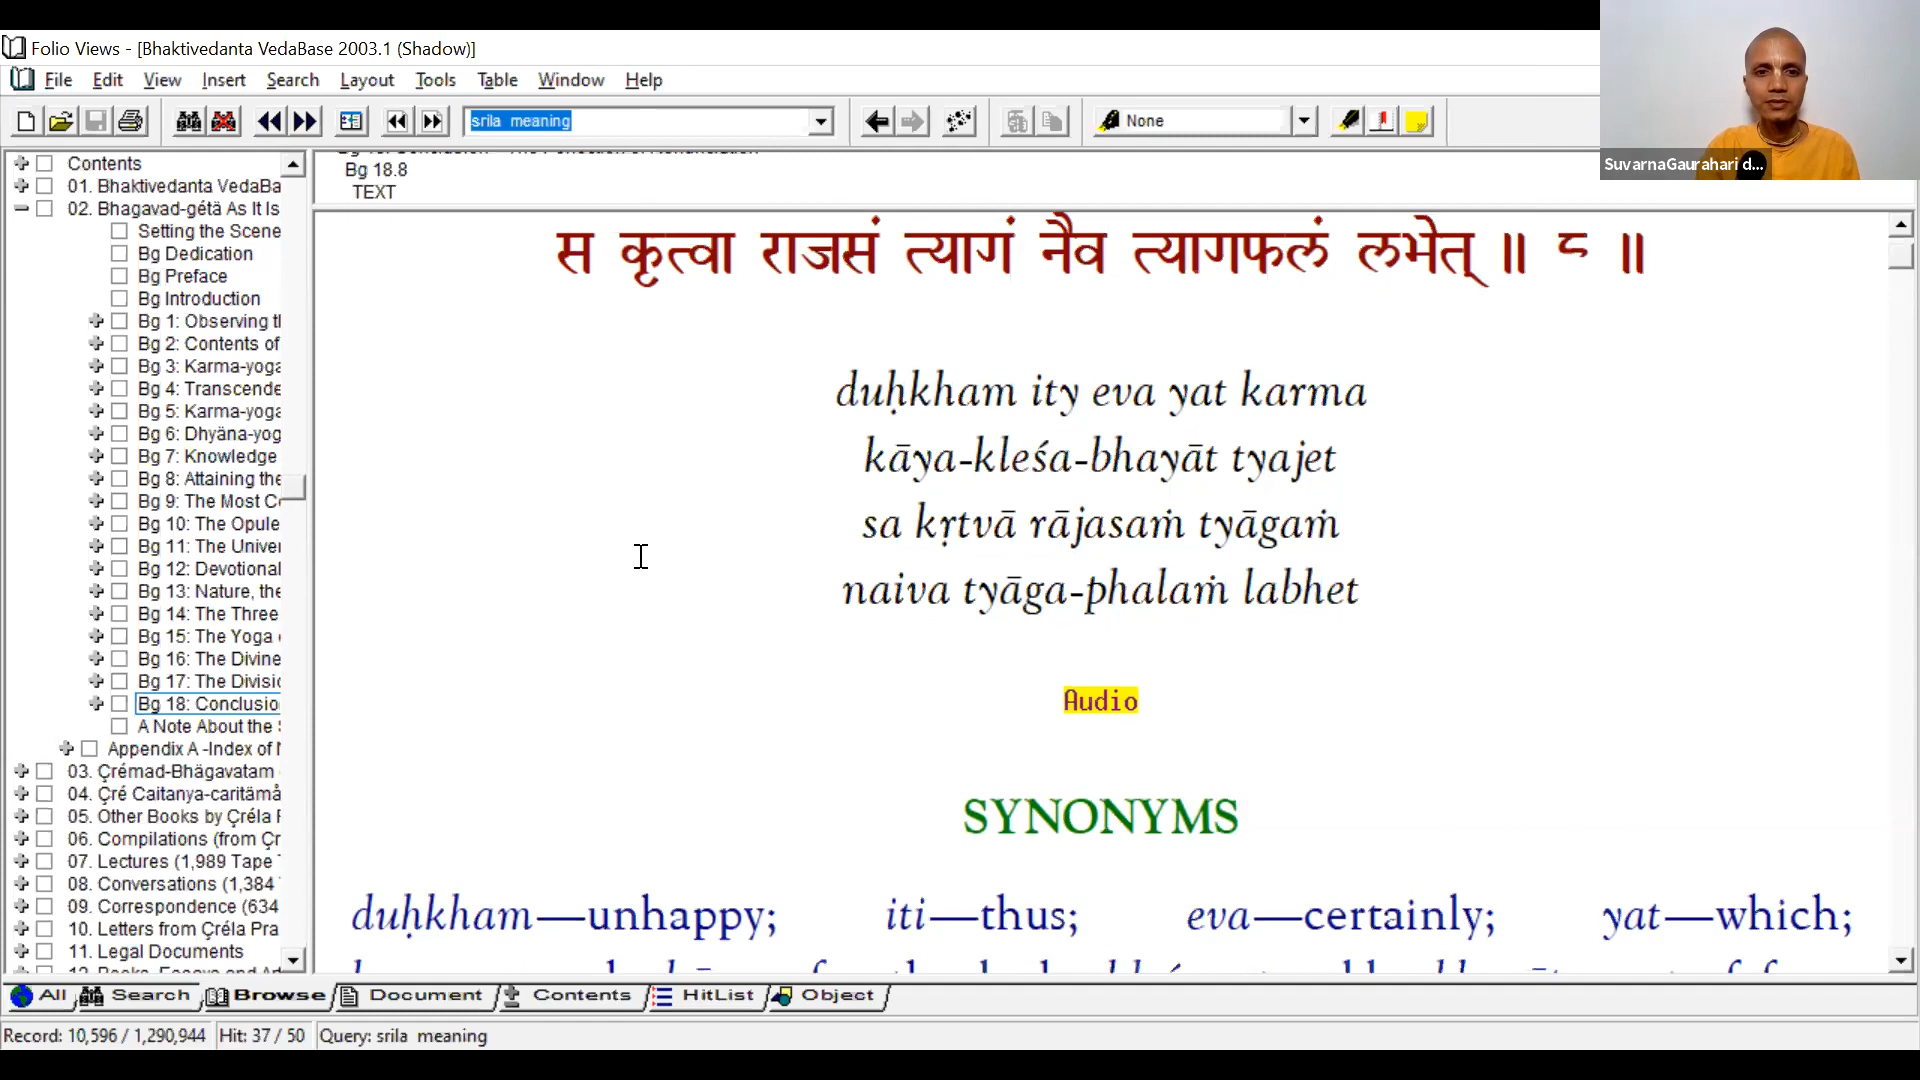 Folio Views - [Bhaktivedanta VedaBase 2003.1 (Shadow)]
File Edit View Insert Search Layout Tools Table Window Help
srila meaning
None
SuvarnaGaurahari d...
Contents
01. Bhaktivedanta VedaBa
02. Bhagavad-gétä As It Is
Setting the Scene
Bg Dedication
Bg Preface
Bg Introduction
Bg 1: Observing tl
Bg 2: Contents of
Bg 3: Karma-yoga
Bg 4: Transcende
Bg 5: Karma-yoga
Bg 6: Dhyäna-yog
Bg 7: Knowledge
Bg 8: Attaining the
Bg 9: The Most C
Bg 10: The Opule
Bg 11: The Univer
Bg 12: Devotional
Bg 13: Nature, the
Bg 14: The Three
Bg 15: The Yoga
Bg 16: The Divine
Bg 17: The Divisic
Bg 18: Conclusio
A Note About the
Appendix A -Index of
03. Çrémad-Bhägavatam
04. Çré Caitanya-caritämå
05. Other Books by Çréla F
06. Compilations (from Çr
07. Lectures (1,989 Tape
08. Conversations (1,384
09. Correspondence (634
10. Letters from Çréla Pra
11. Legal Documents
Bg 18.8
TEXT
स कृत्वा राजसं त्यागं नैव त्यागफलं लभेत् ॥ ८ ॥
duḥkham ity eva yat karma
kāya-kleśa-bhayāt tyajet
sa kṛtvā rājasaṁ tyāgaṁ
naiva tyāga-phalaṁ labhet
Audio
SYNONYMS
duḥkham—unhappy; iti—thus; eva—certainly; yat—which;
All Search Browse Document Contents HitList Object
Record: 10,596 / 1,290,944 Hit: 37 / 50 Query: srila meaning